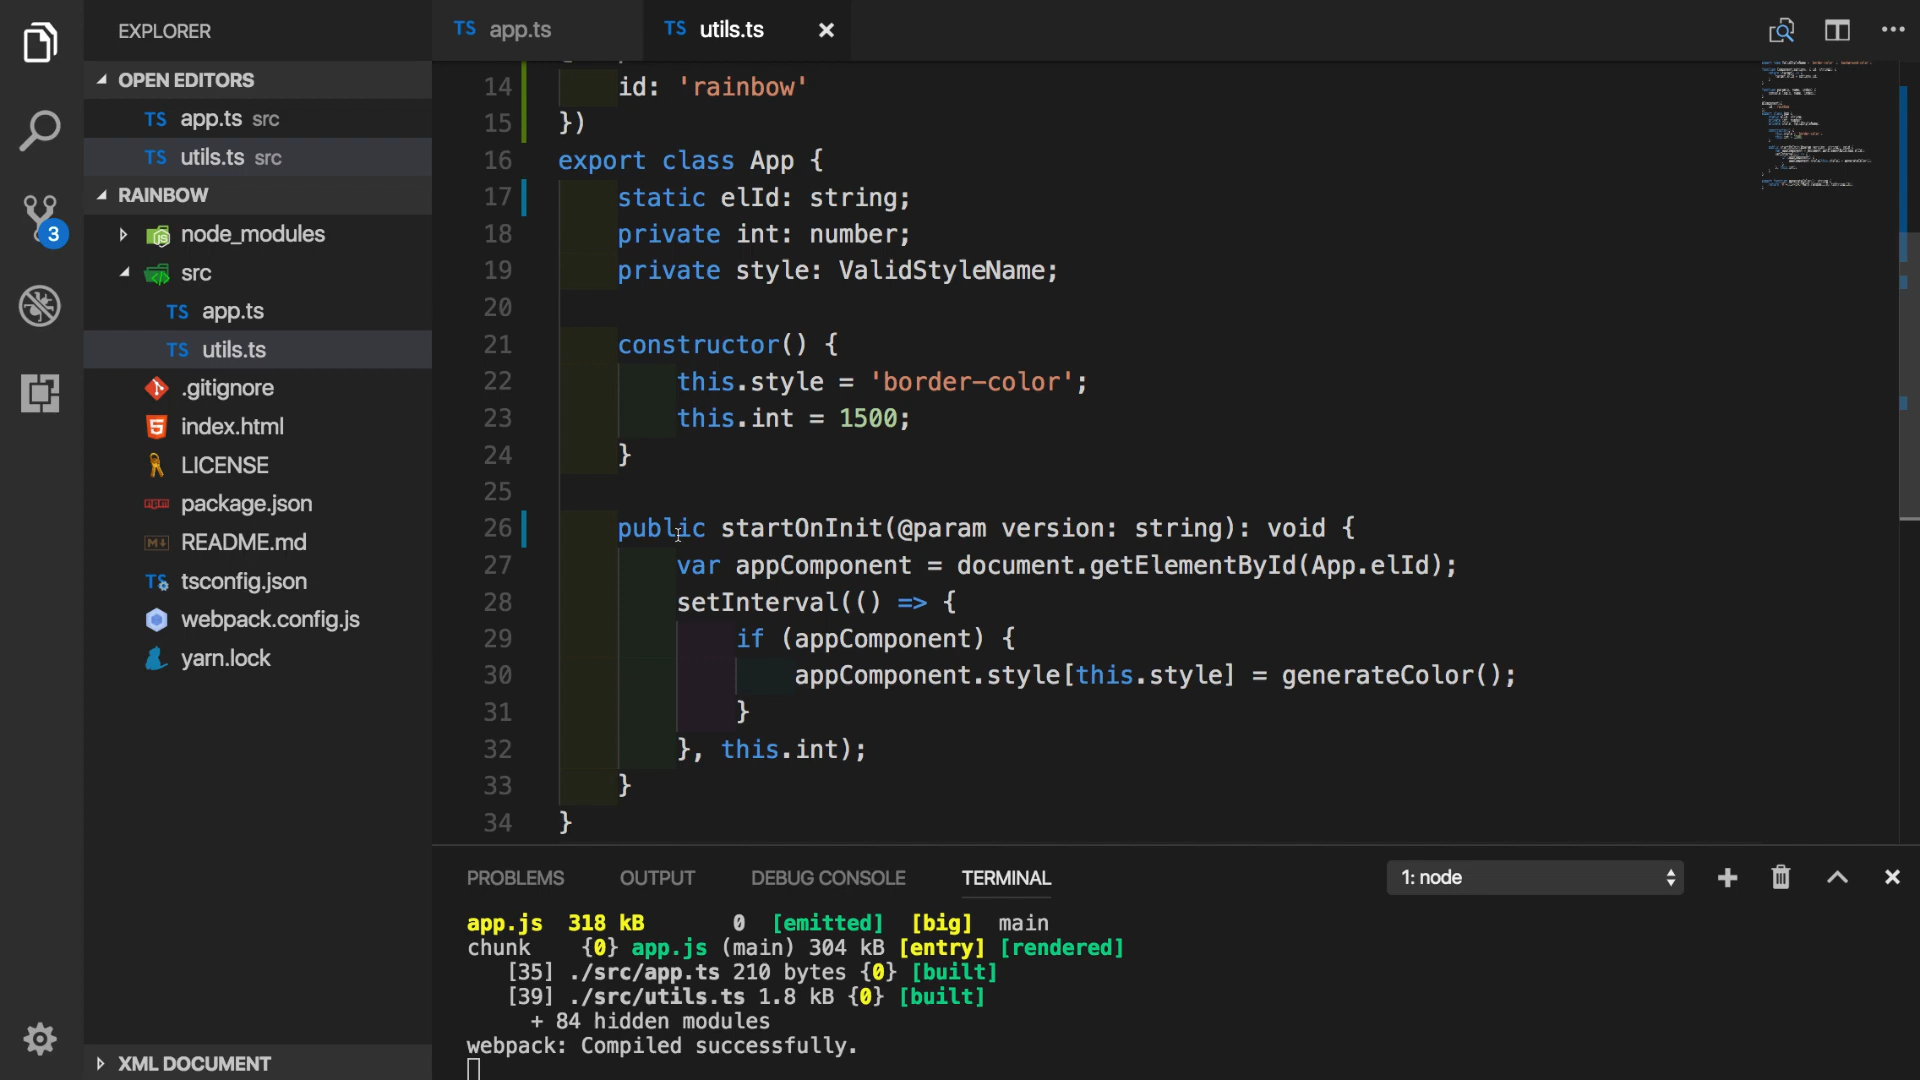 EXPLORER
OPEN EDITORS
TS app.ts src
TS utils.ts src
RAINBOW
node_modules
src
TS app.ts
TS utils.ts
.gitignore
index.html
LICENSE
package.json
README.md
tsconfig.json
webpack.config.js
yarn.lock
XML DOCUMENT
3
TS app.ts
TS utils.ts
14 id: 'rainbow'
15 })
16 export class App {
17 static elId: string;
18 private int: number;
19 private style: ValidStyleName;
20
21 constructor() {
22 this.style = 'border-color';
23 this.int = 1500;
24 }
25
26 public startOnInit(@param version: string): void {
27 var appComponent = document.getElementById(App.elId);
28 setInterval(() => {
29 if (appComponent) {
30 appComponent.style[this.style] = generateColor();
31 }
32 }, this.int);
33 }
34 }
PROBLEMS OUTPUT DEBUG CONSOLE TERMINAL 1: node
app.js 318 kB 0 [emitted] [big] main
chunk {0} app.js (main) 304 kB [entry] [rendered]
[35] ./src/app.ts 210 bytes {0} [built]
[39] ./src/utils.ts 1.8 kB {0} [built]
+ 84 hidden modules
webpack: Compiled successfully.